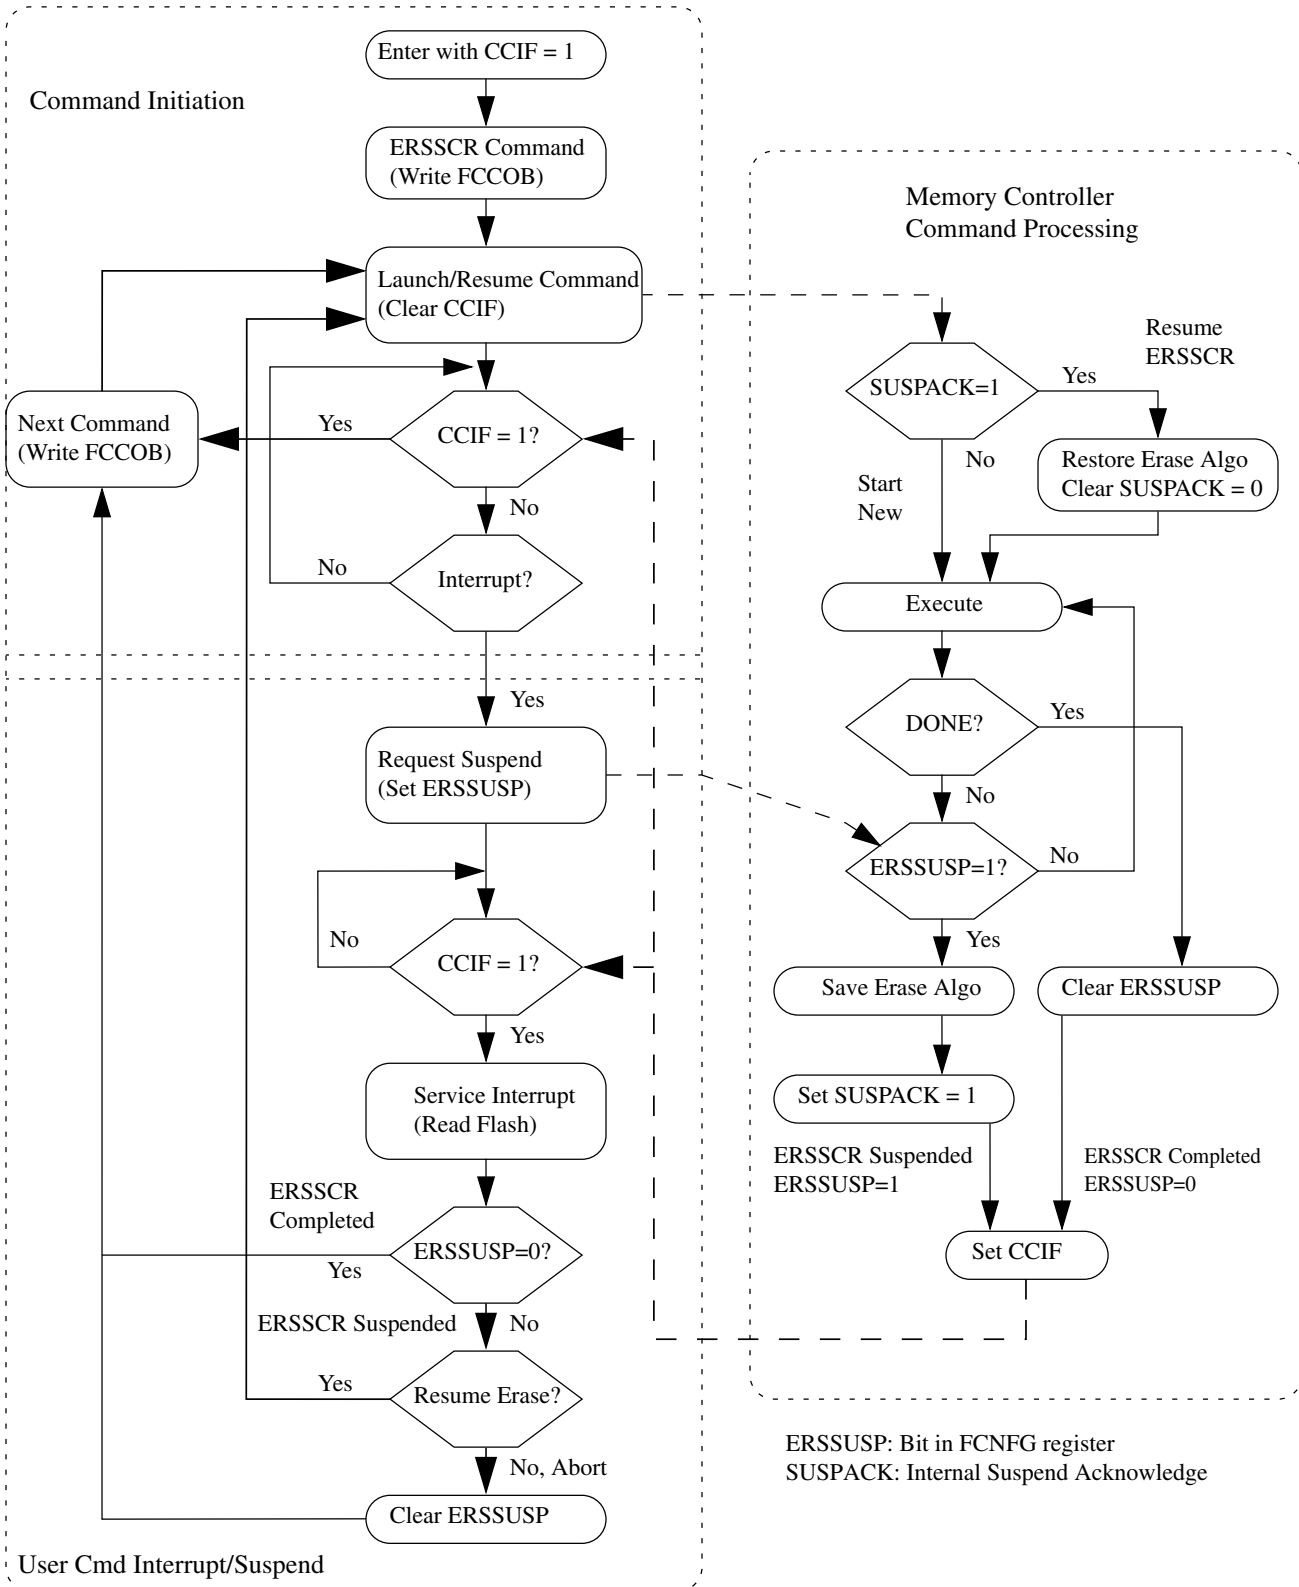 Enter with CCIF = 1
Command Initiation
ERSSCR Command
(Write FCCOB)
Launch/Resume Command
(Clear CCIF)
Next Command
(Write FCCOB)
Yes
CCIF = 1?
No
No
Interrupt?
Yes
Request Suspend
(Set ERSSUSP)
No
CCIF = 1?
Yes
Service Interrupt
(Read Flash)
ERSSCR
Completed
ERSSUSP=0?
Yes
ERSSCR Suspended
No
Yes
Resume Erase?
No, Abort
Clear ERSSUSP
User Cmd Interrupt/Suspend
Memory Controller
Command Processing
Resume
ERSSCR
SUSPACK=1
Yes
No
Restore Erase Algo
Clear SUSPACK = 0
Start
New
Execute
DONE?
Yes
No
ERSSUSP=1?
No
Yes
Save Erase Algo
Clear ERSSUSP
Set SUSPACK = 1
ERSSCR Suspended
ERSSUSP=1
ERSSCR Completed
ERSSUSP=0
Set CCIF
ERSSUSP: Bit in FCNFG register
SUSPACK: Internal Suspend Acknowledge